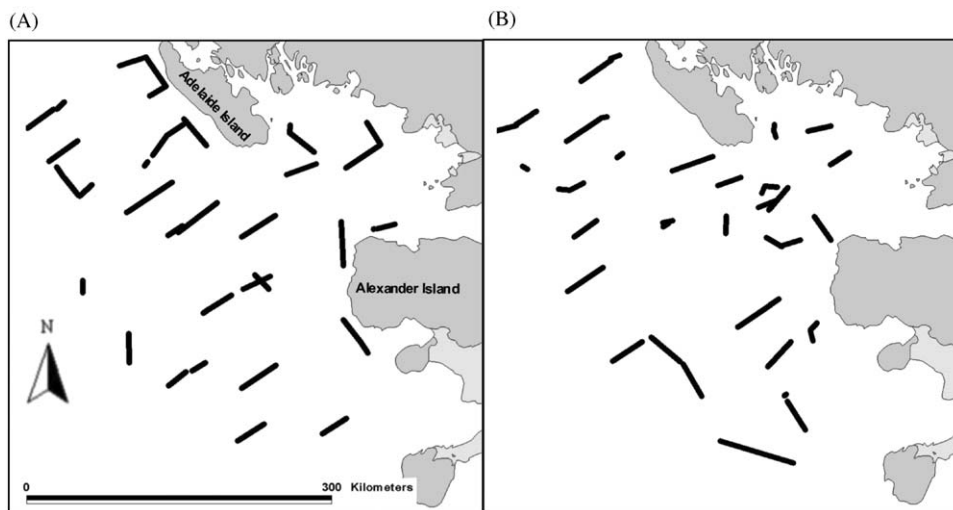 (A)
(B)
Adelaide Island
Alexander Island
N
0 300 Kilometers